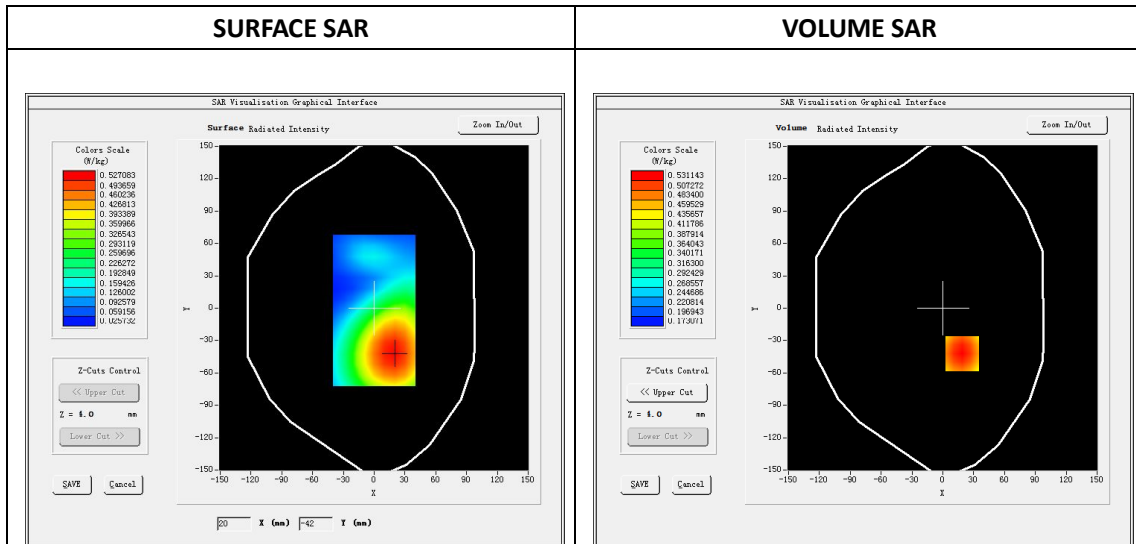 SURFACE SAR
VOLUME SAR
SAR Visualisation Graphical Interface
Surface Radiated Intensity
Zoom In/Out
Colors Scale
(W/kg)
0.527083
0.493659
0.460236
0.426813
0.393389
0.359966
0.326543
0.293119
0.259696
0.226272
0.192849
0.159426
0.126002
0.092579
0.059156
0.025732
150
120
90
60
30
0
-30
-60
-90
-120
-150
Y
-150 -120 -90 -60 -30 0 30 60 90 120 150
X
Z-Cuts Control
<< Upper Cut
Z = 4.0 mm
Lower Cut >>
SAVE Cancel
20 X (mm) -42 Y (mm)
SAR Visualisation Graphical Interface
Volume Radiated Intensity
Zoom In/Out
Colors Scale
(W/kg)
0.531143
0.507272
0.483400
0.459529
0.435657
0.411786
0.387914
0.364043
0.340171
0.316300
0.292429
0.268557
0.244686
0.220814
0.196943
0.173071
150
120
90
60
30
0
-30
-60
-90
-120
-150
Y
-150 -120 -90 -60 -30 0 30 60 90 120 150
X
Z-Cuts Control
<< Upper Cut
Z = 4.0 mm
Lower Cut >>
SAVE Cancel